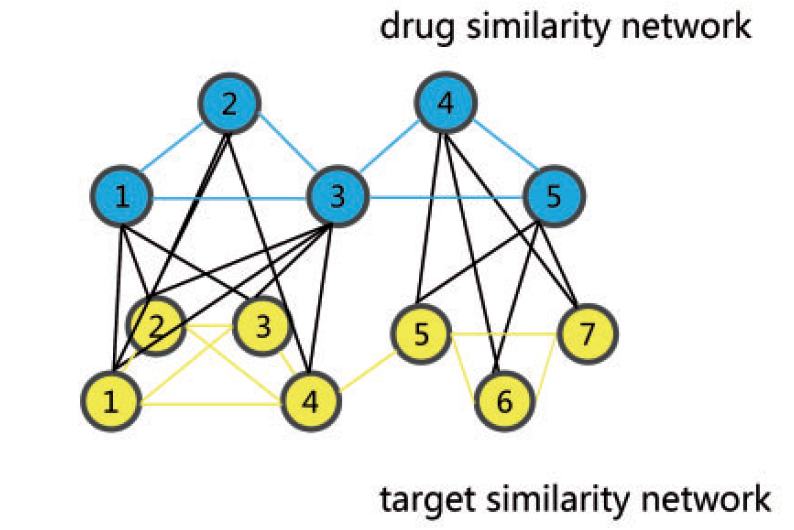 drug similarity network
2 4
1 3 5
2 3 5 7
1 4 6
target similarity network